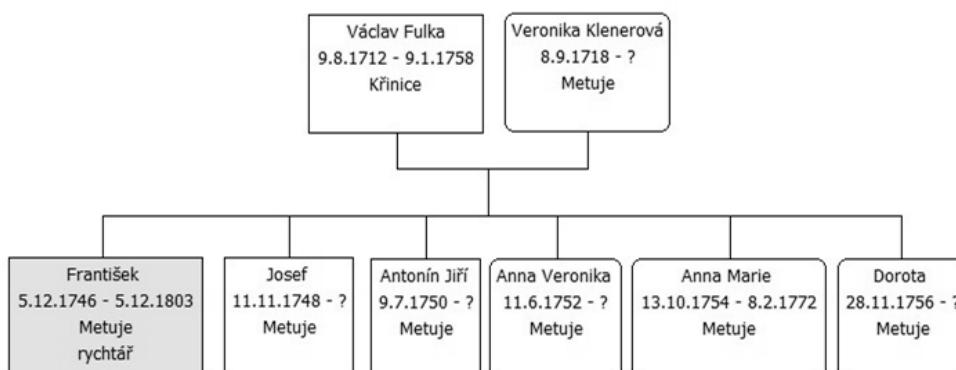 Václav Fulka
9.8.1712 - 9.1.1758
Křinice
Veronika Klenerová
8.9.1718 - ?
Metuje
František
5.12.1746 - 5.12.1803
Metuje
rychtář
Josef
11.11.1748 - ?
Metuje
Antonín Jiří
9.7.1750 - ?
Metuje
Anna Veronika
11.6.1752 - ?
Metuje
Anna Marie
13.10.1754 - 8.2.1772
Metuje
Dorota
28.11.1756 - ?
Metuje